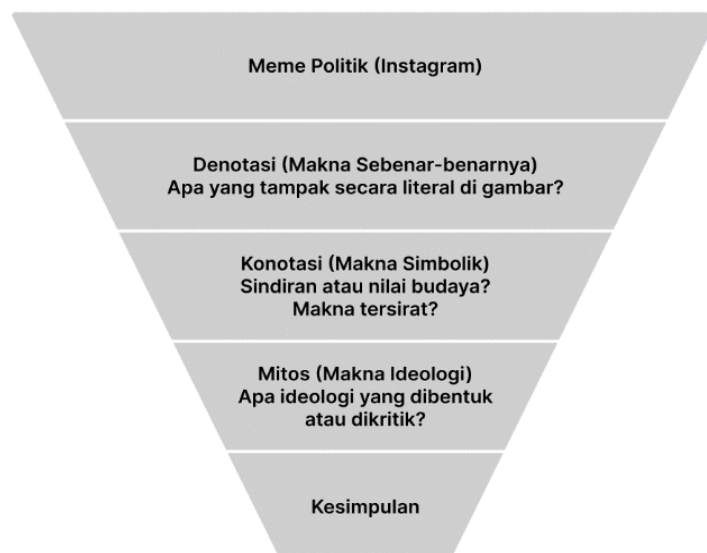 Meme Politik (Instagram)
Denotasi (Makna Sebenar-benarnya)
Apa yang tampak secara literal di gambar?
Konotasi (Makna Simbolik)
Sindiran atau nilai budaya?
Makna tersirat?
Mitos (Makna Ideologi)
Apa ideologi yang dibentuk
atau dikritik?
Kesimpulan